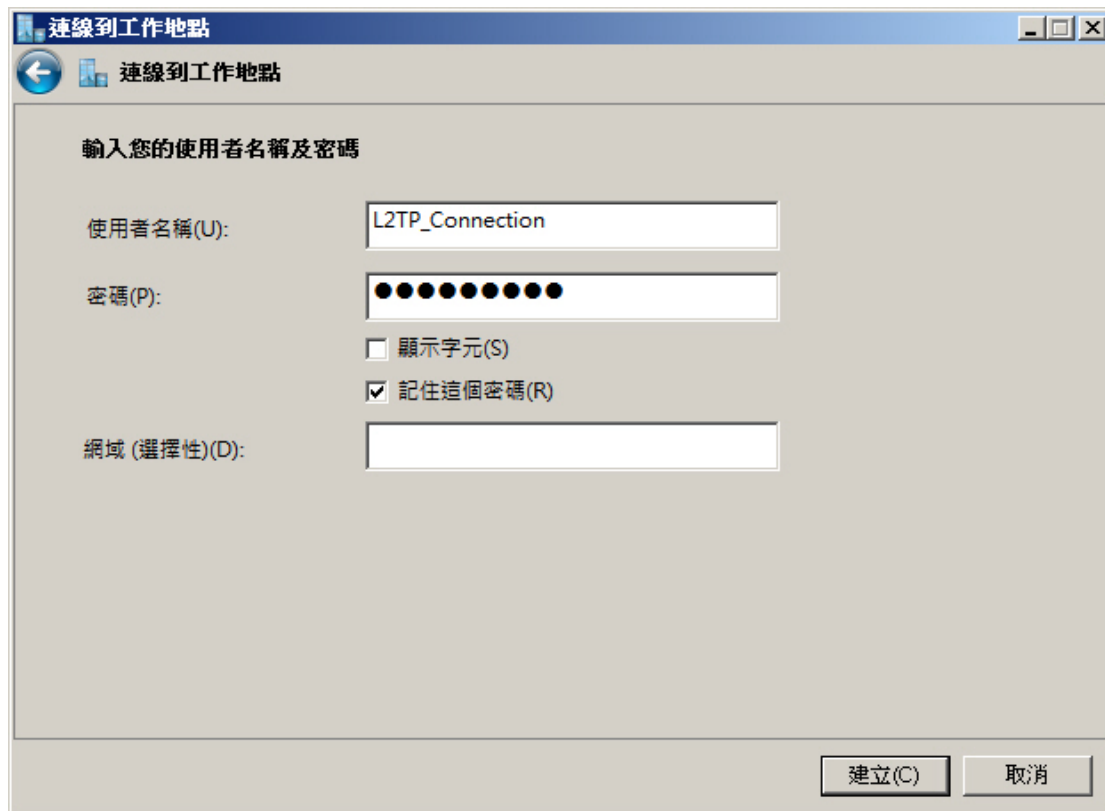 連線到工作地點
連線到工作地點
輸入您的使用者名稱及密碼
使用者名稱(U): L2TP_Connection
密碼(P): ●●●●●●●●●
顯示字元(S)
記住這個密碼(R)
網域 (選擇性)(D):
建立(C) 取消